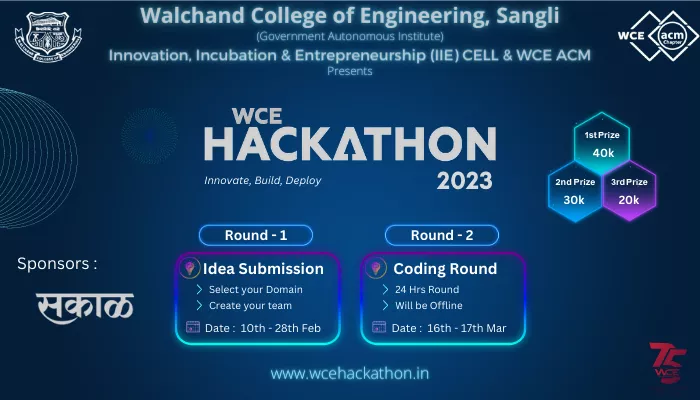 Walchand College of Engineering, Sangli
(Government Autonomous Institute)
Innovation, Incubation & Entrepreneurship (IIE) CELL & WCE ACM
Presents
WCE acm
Chapter
WCE
HACKATHON
2023
Innovate, Build, Deploy
1st Prize
40k
2nd Prize
30k
3rd Prize
20k
Round - 1
Idea Submission
Select your Domain
Create your team
Date : 10th - 28th Feb
Round - 2
Coding Round
24 Hrs Round
Will be Offline
Date : 16th - 17th Mar
Sponsors :
सकाळ
www.wcehackathon.in
75
WCE